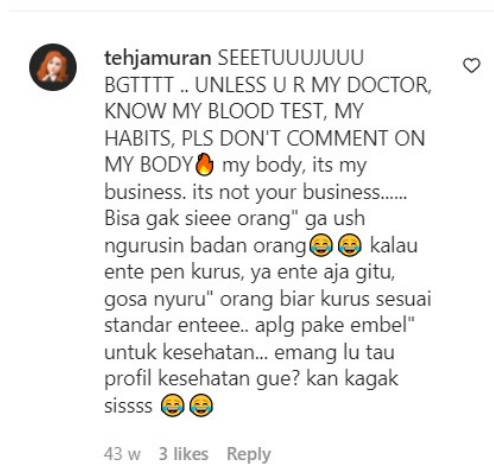 tehjamuran SEEETUUUJUUU
BGTTTT .. UNLESS U R MY DOCTOR,
KNOW MY BLOOD TEST, MY
HABITS, PLS DON'T COMMENT ON
MY BODY🔥 my body, its my
business. its not your business......
Bisa gak sieee orang" ga ush
ngurusin badan orang😂😂 kalau
ente pen kurus, ya ente aja gitu,
gosa nyuru" orang biar kurus sesuai
standar enteee.. aplg pake embel"
untuk kesehatan... emang lu tau
profil kesehatan gue? kan kagak
sissss 😂😂
43 w 3 likes Reply